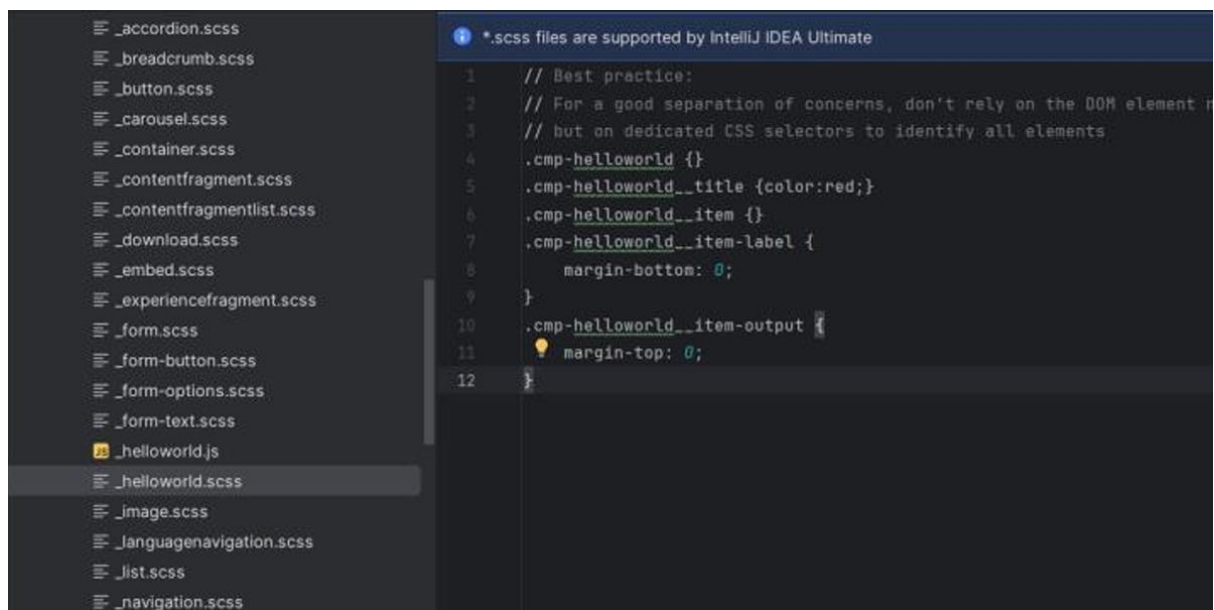 _accordion.scss
_breadcrumb.scss
_button.scss
_carousel.scss
_container.scss
_contentfragment.scss
_contentfragmentlist.scss
_download.scss
_embed.scss
_experiencefragment.scss
_form.scss
_form-button.scss
_form-options.scss
_form-text.scss
JS _helloworld.js
_helloworld.scss
_image.scss
_languagenavigation.scss
_list.scss
_navigation.scss
*.scss files are supported by IntelliJ IDEA Ultimate
1 // Best practice:
2 // For a good separation of concerns, don't rely on the DOM element n
3 // but on dedicated CSS selectors to identify all elements
4 .cmp-helloworld {}
5 .cmp-helloworld__title {color:red;}
6 .cmp-helloworld__item {}
7 .cmp-helloworld__item-label {
8 margin-bottom: 0;
9 }
10 .cmp-helloworld__item-output {
11 margin-top: 0;
12 }